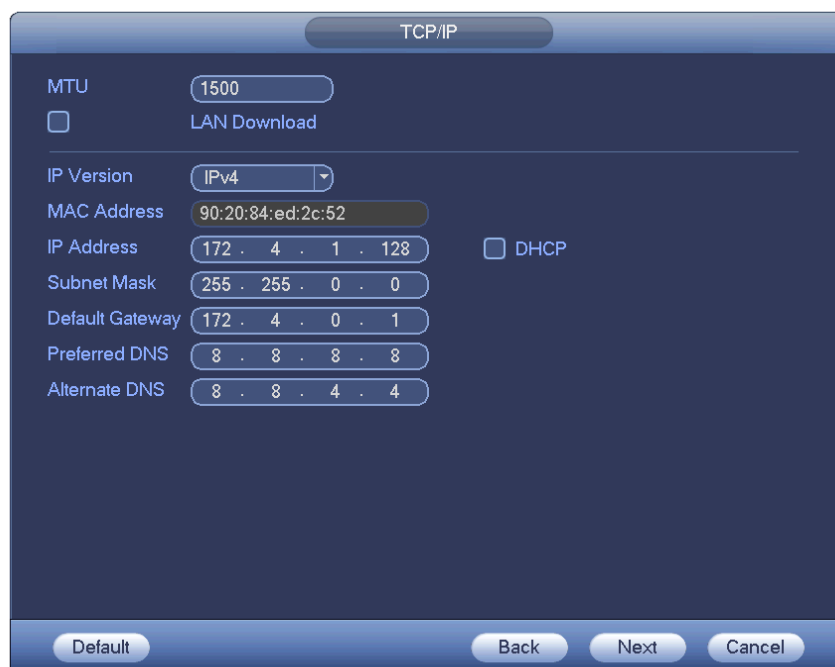 TCP/IP
MTU 1500
LAN Download
IP Version IPv4
MAC Address 90:20:84:ed:2c:52
IP Address 172 . 4 . 1 . 128 DHCP
Subnet Mask 255 . 255 . 0 . 0
Default Gateway 172 . 4 . 0 . 1
Preferred DNS 8 . 8 . 8 . 8
Alternate DNS 8 . 8 . 4 . 4
Default Back Next Cancel